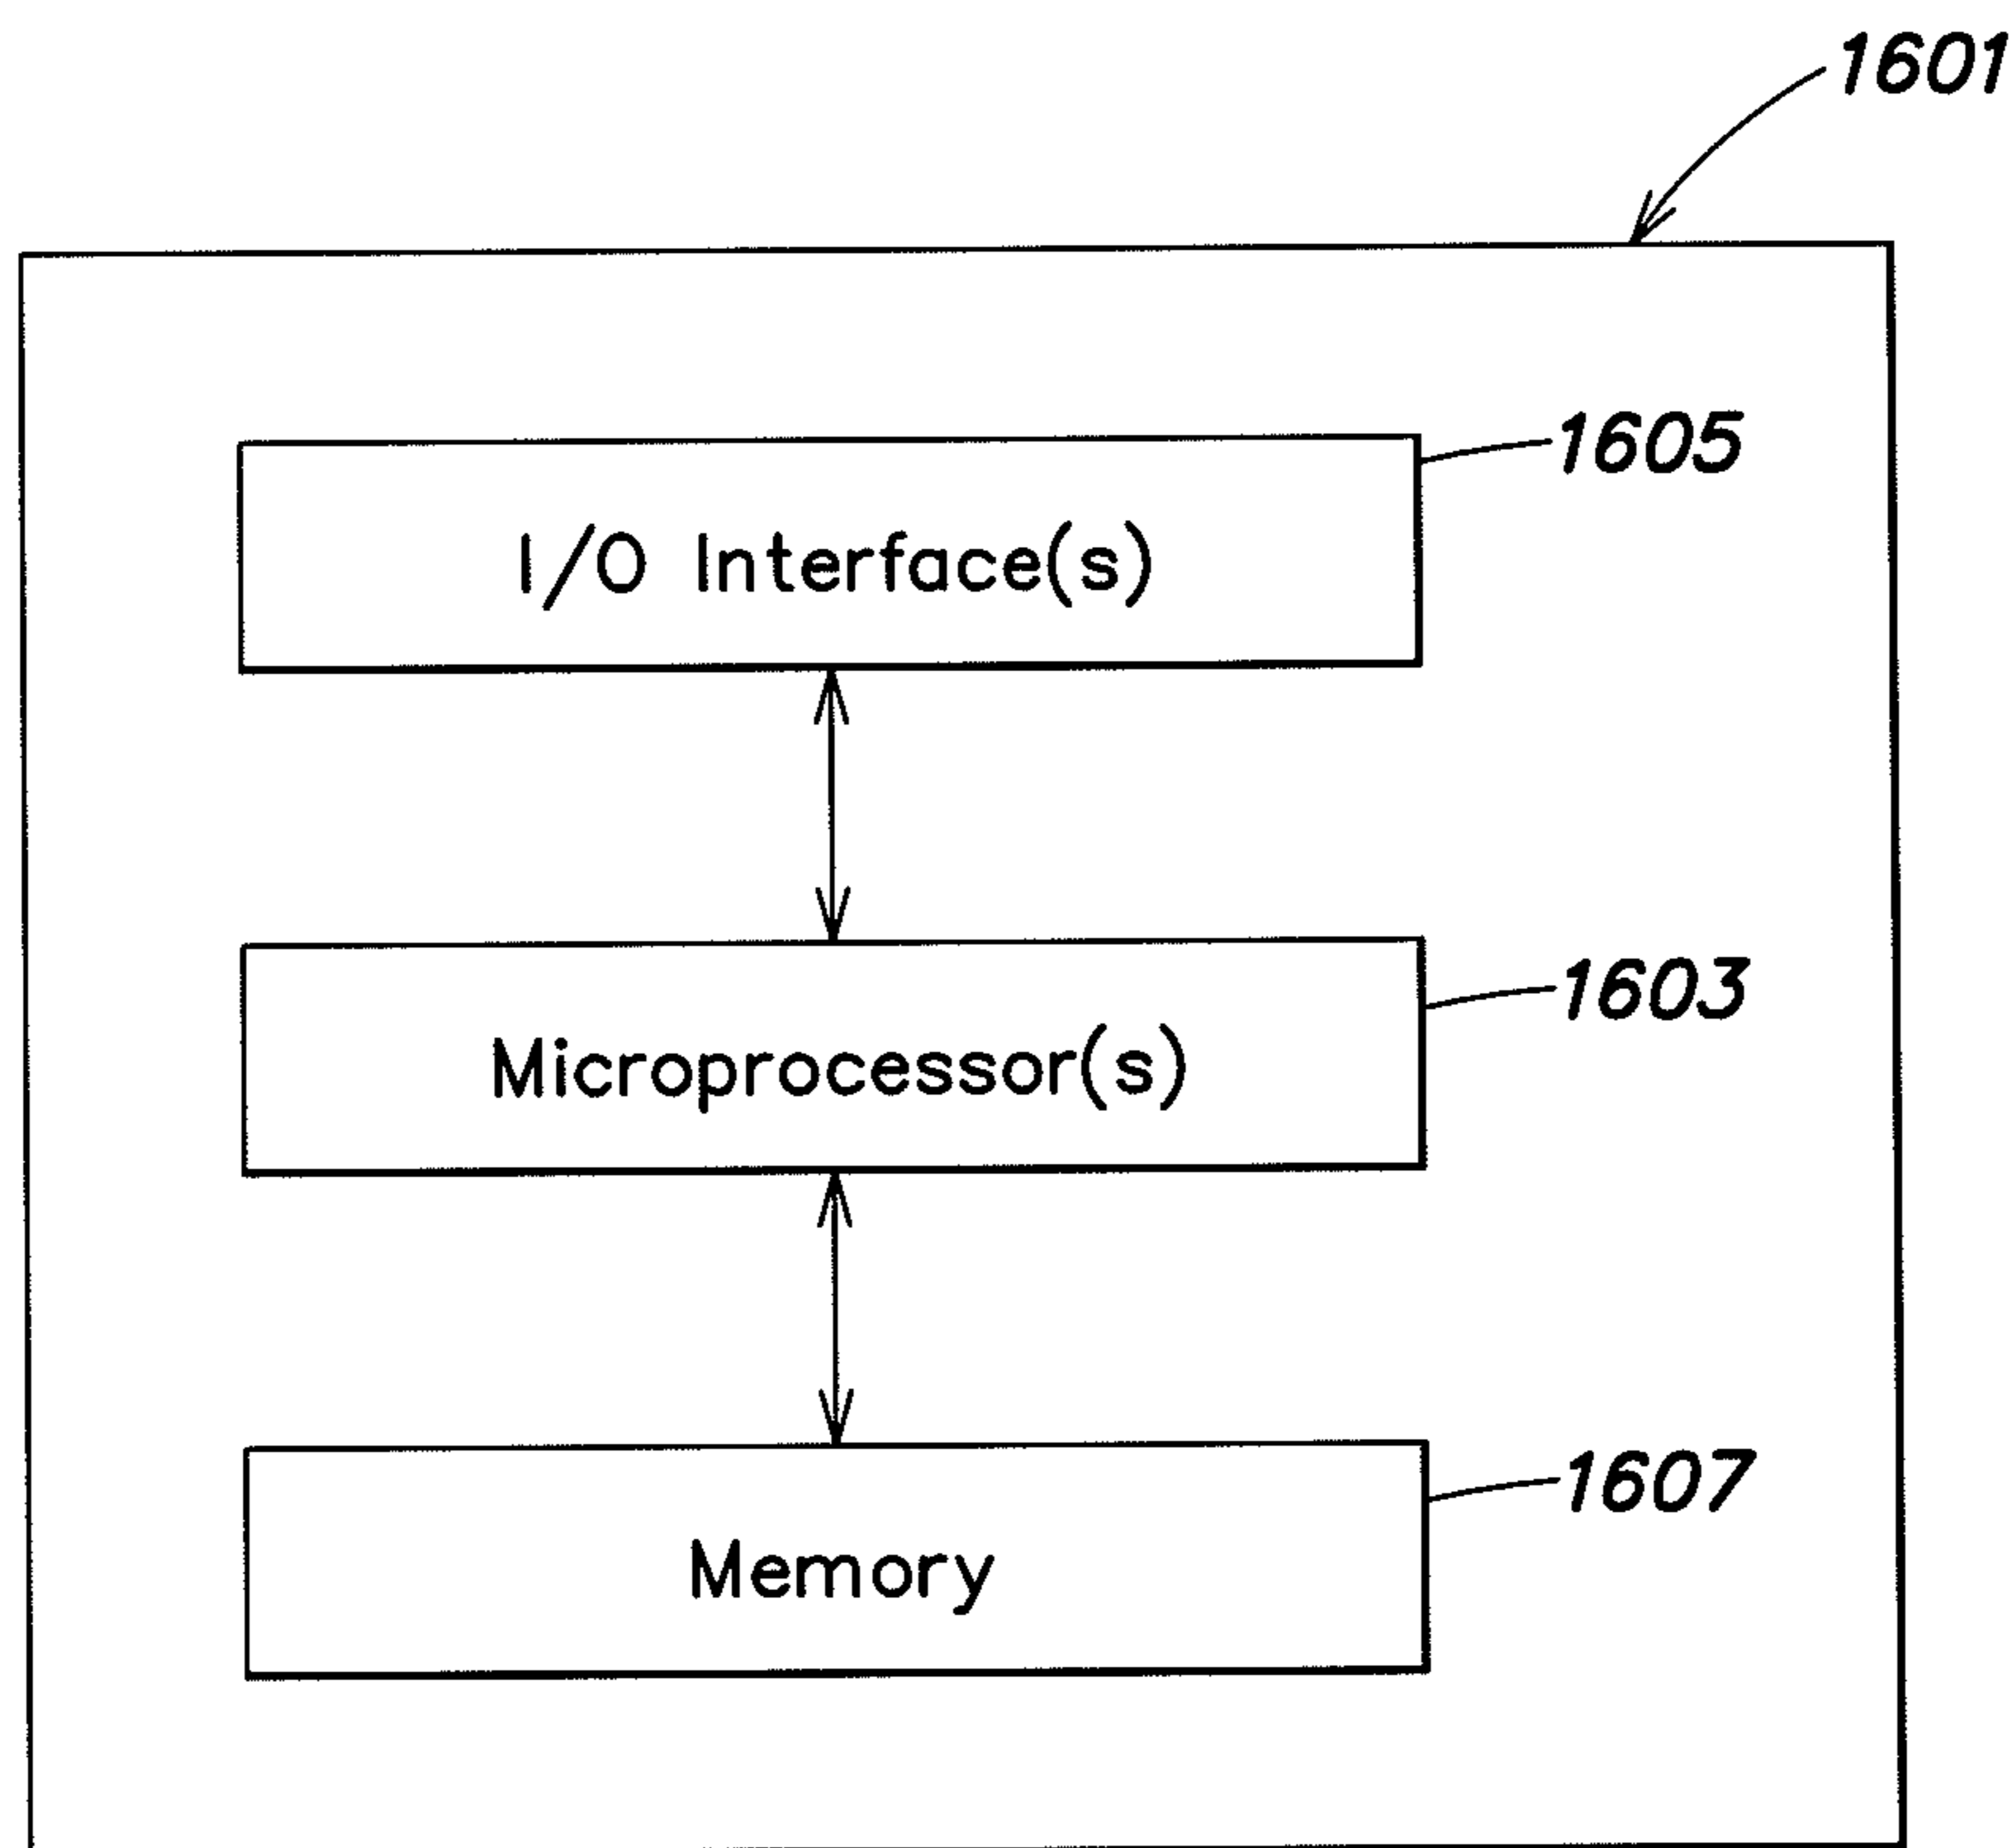 1601
1605
I/O Interface(s)
1603
Microprocessor(s)
1607
Memory